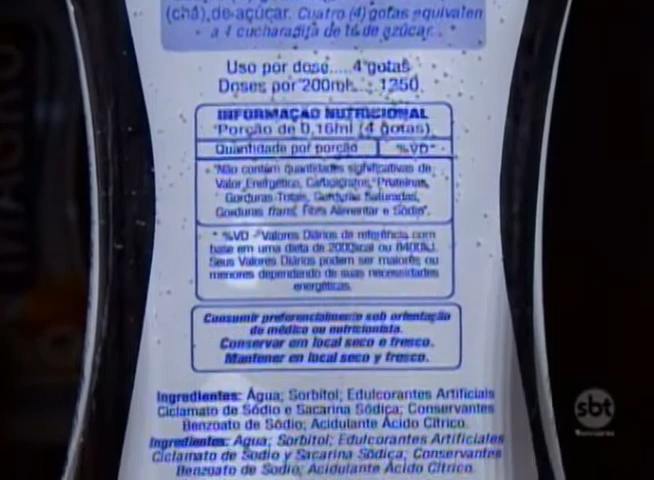 (chá) de açúcar. Cuatro (4) gotas equivalen
a 4 cucharadita de té de azúcar.
Uso por dose.....4 gotas
Doses por 200ml....1250
INFORMAÇÃO NUTRICIONAL
Porção de 0,16ml (4 gotas)
Quantidade por porção %VD*
"Não contém quantidades significativas de
Valor Energético, Carboidratos, Proteínas,
Gorduras Totais, Gorduras Saturadas,
Gorduras trans, Fibra Alimentar e Sódio".
* %VD - Valores Diários de referência com
base em uma dieta de 2000kcal ou 8400kJ.
Seus Valores Diários podem ser maiores ou
menores dependendo de suas necessidades
energéticas.
Consumir preferencialmente sob orientação
de médico ou nutricionista.
Conservar em local seco e fresco.
Mantener en local seco y fresco.
Ingredientes: Água; Sorbitol; Edulcorantes Artificiais
Ciclamato de Sódio e Sacarina Sódica; Conservantes
Benzoato de Sódio; Acidulante Ácido Cítrico.
Ingredientes: Agua; Sorbitol; Edulcorantes Artificiales
Ciclamato de Sodio y Sacarina Sódica; Conservantes
Benzoato de Sodio; Acidulante Ácido Cítrico.
sbt